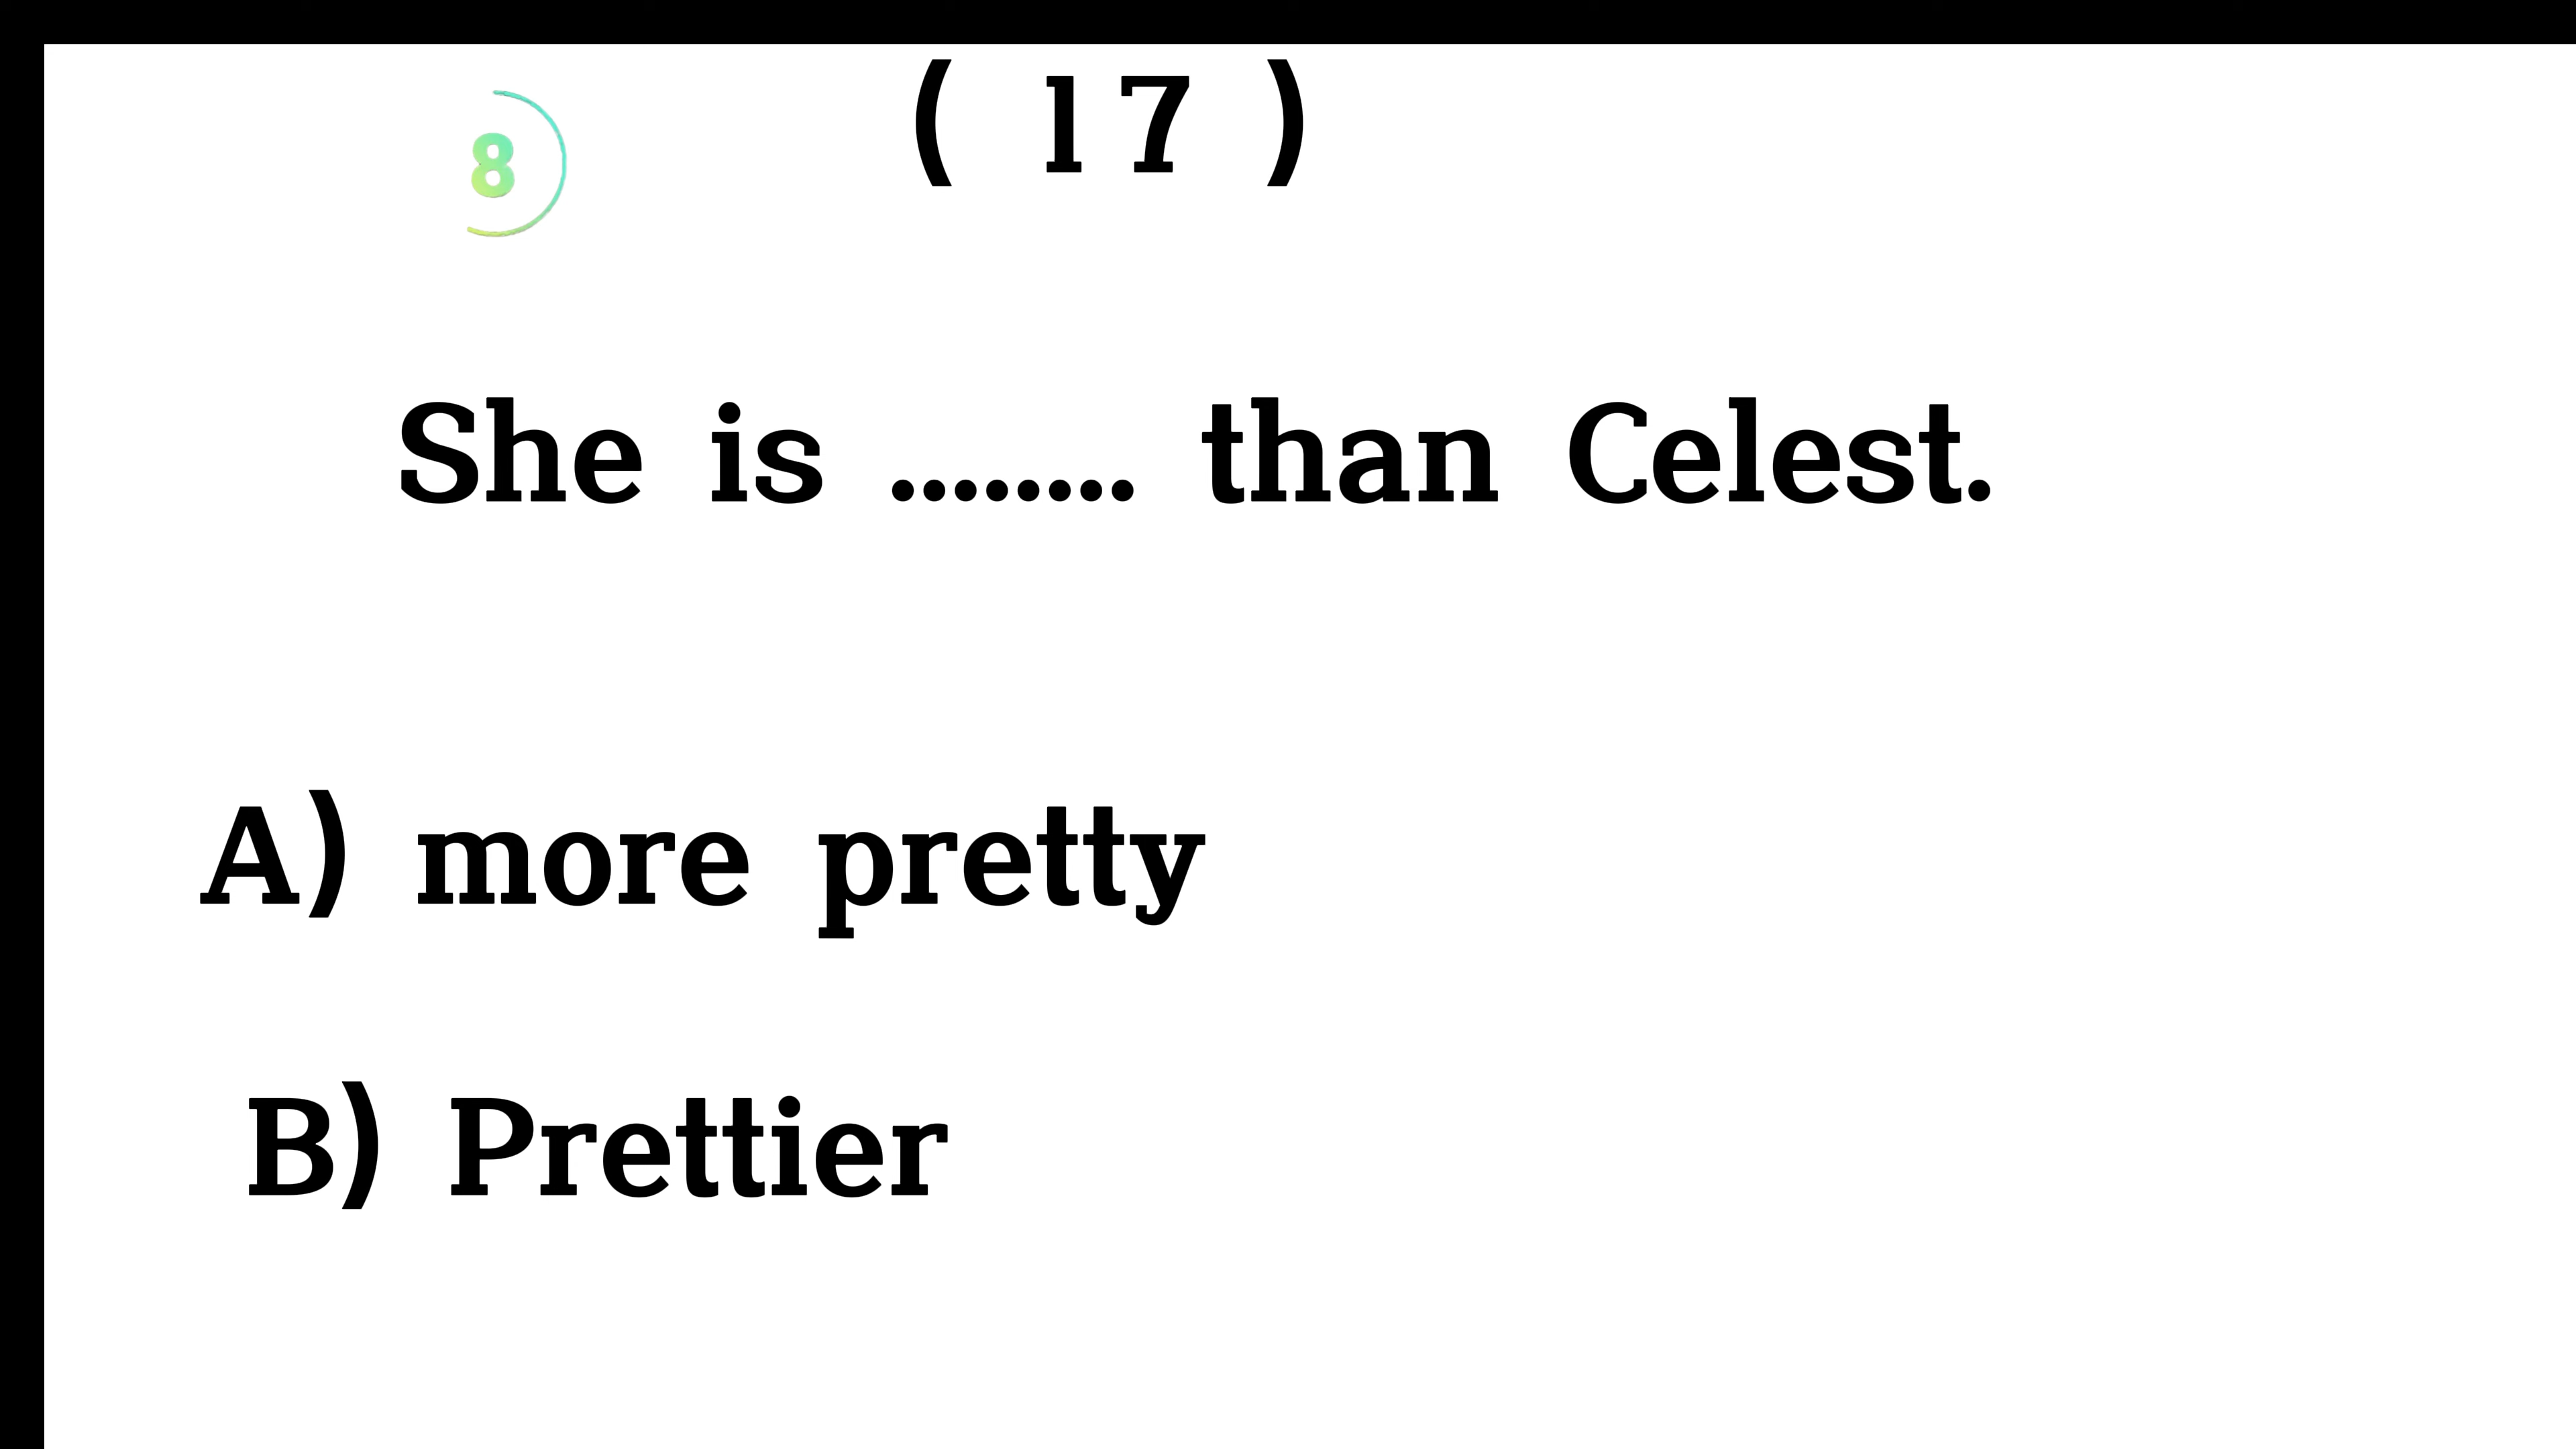 ( 17 )
8
She is ........ than Celest.
A) more pretty
B) Prettier